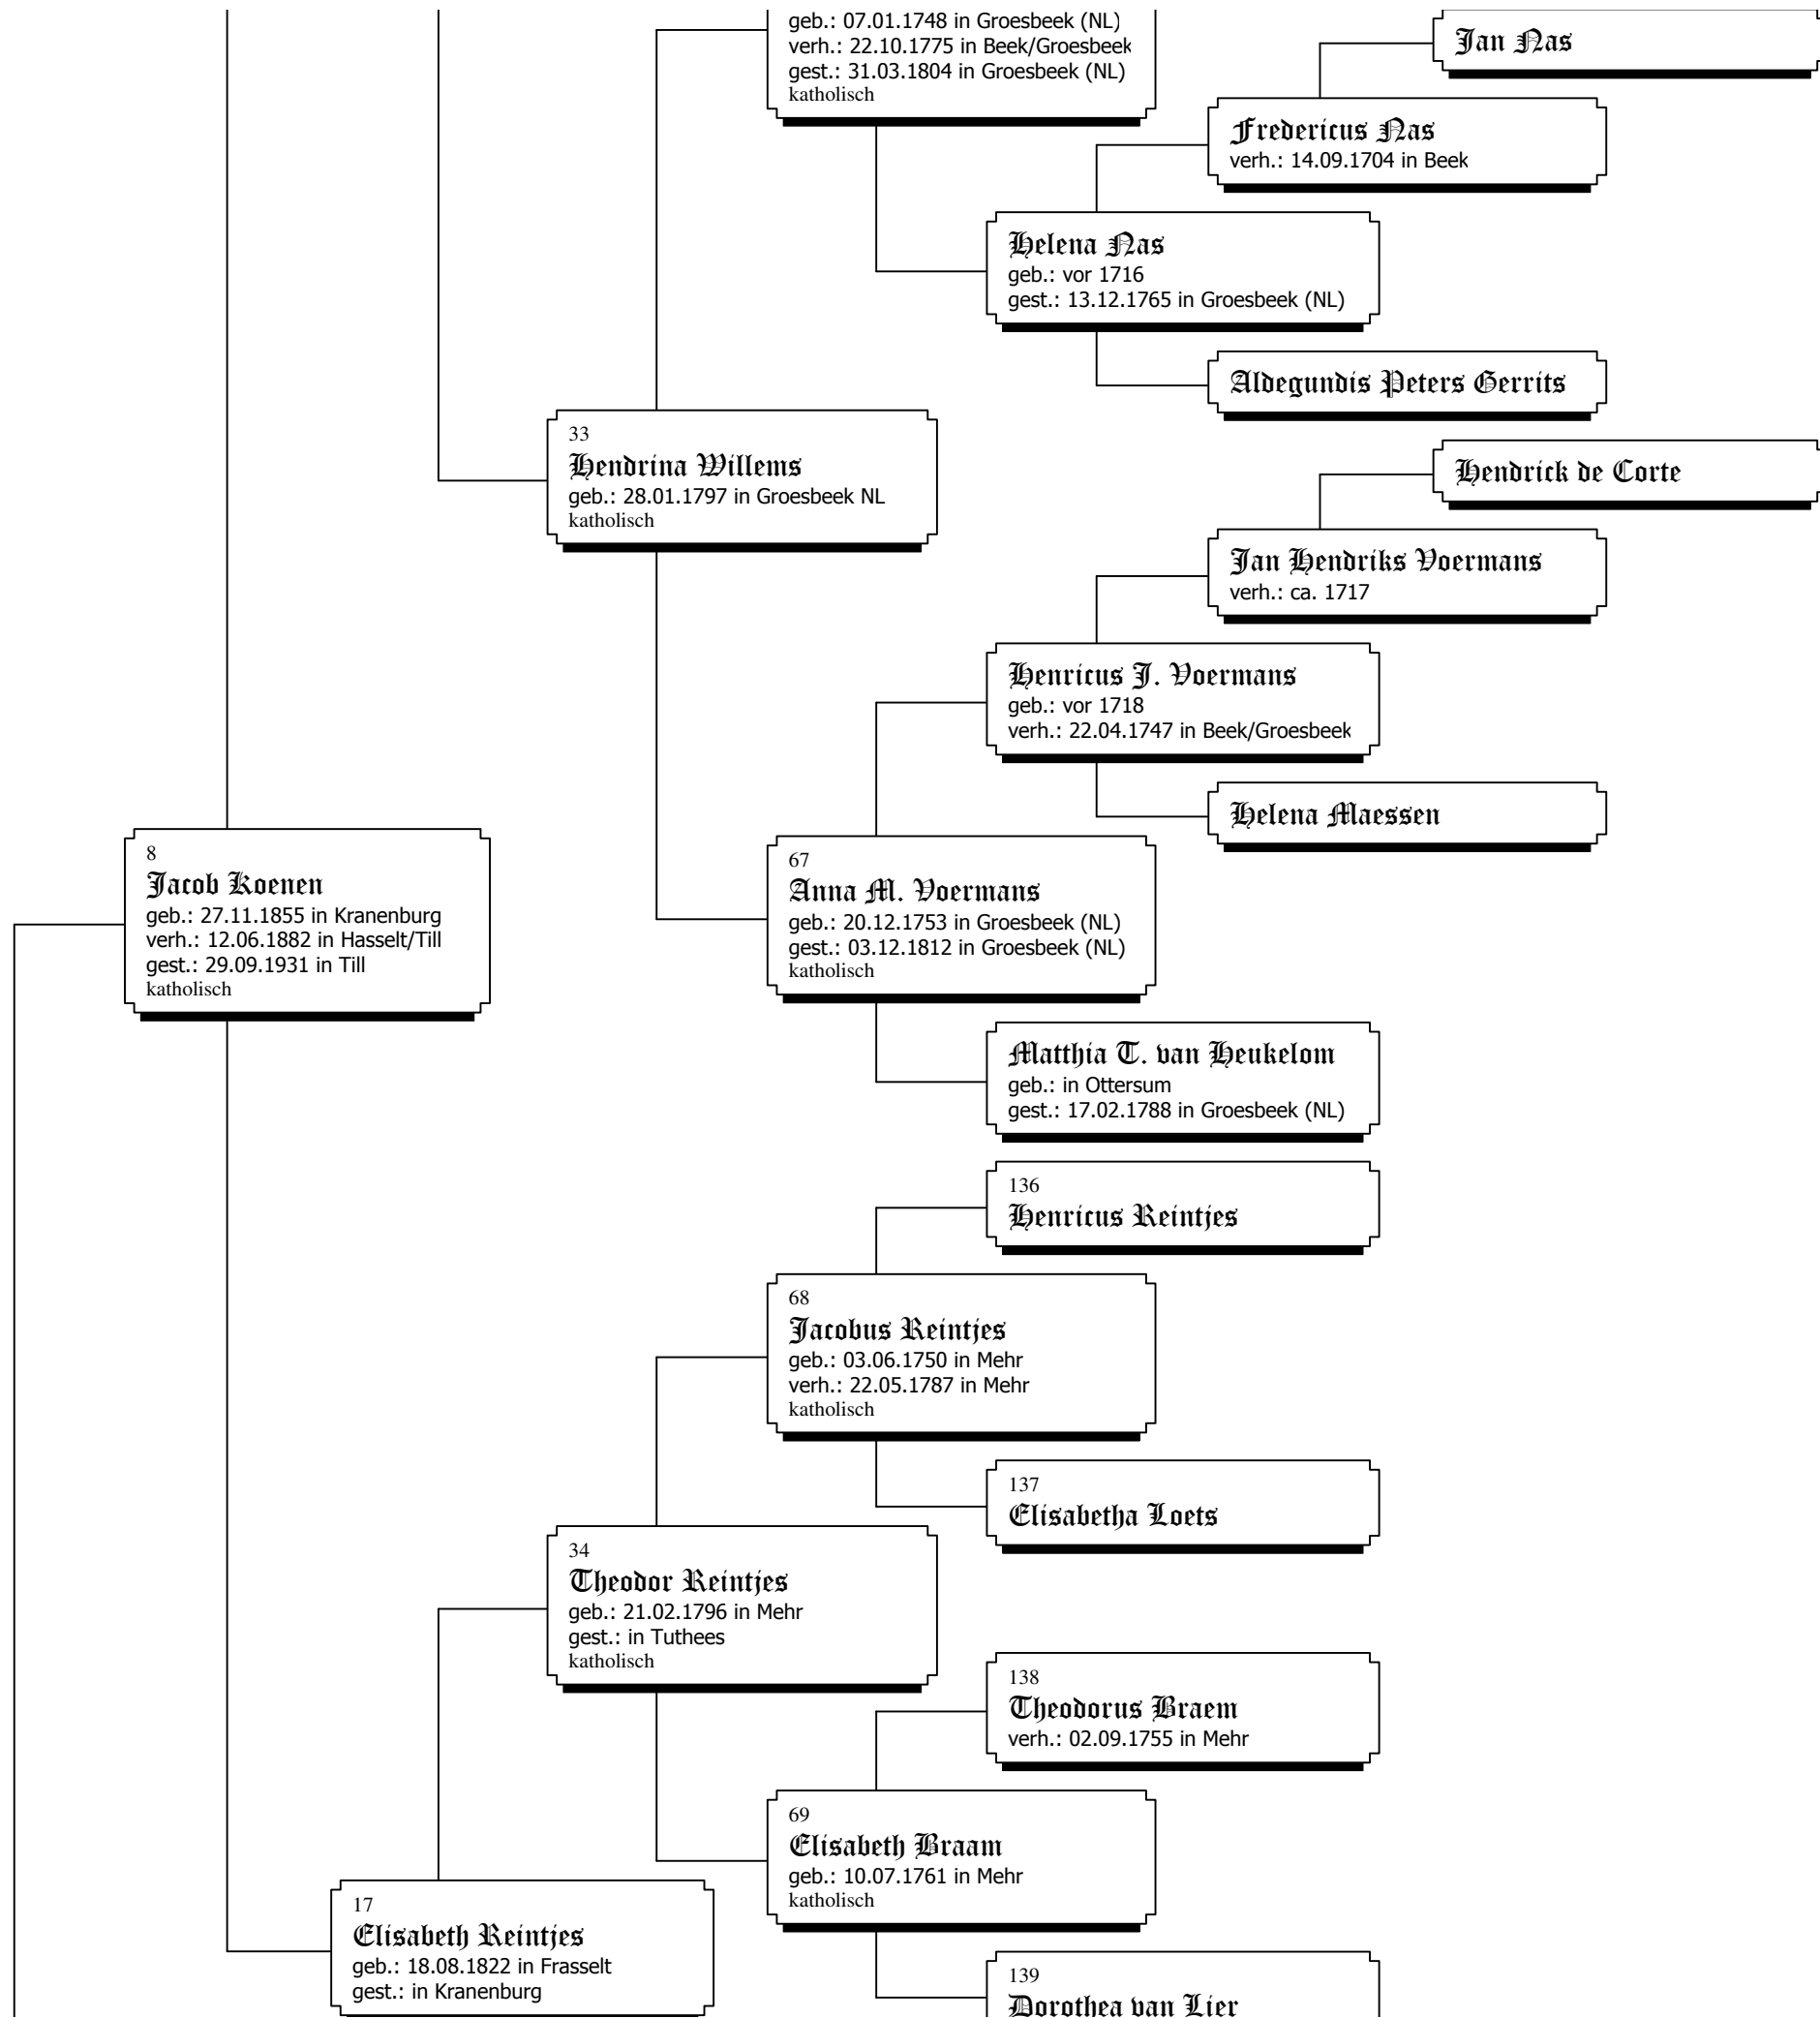 geb.: 07.01.1748 in Groesbeek (NL)
verh.: 22.10.1775 in Beek/Groesbeek
gest.: 31.03.1804 in Groesbeek (NL)
katholisch
Jan Nas
Fredericus Nas
verh.: 14.09.1704 in Beek
Helena Nas
geb.: vor 1716
gest.: 13.12.1765 in Groesbeek (NL)
Aldegundis Peters Gerrits
33
Hendrina Willems
geb.: 28.01.1797 in Groesbeek NL
katholisch
Hendrick de Corte
Jan Hendriks Voermans
verh.: ca. 1717
Henricus J. Voermans
geb.: vor 1718
verh.: 22.04.1747 in Beek/Groesbeek
Helena Maessen
8
Jacob Koenen
geb.: 27.11.1855 in Kranenburg
verh.: 12.06.1882 in Hasselt/Till
gest.: 29.09.1931 in Till
katholisch
67
Anna M. Voermans
geb.: 20.12.1753 in Groesbeek (NL)
gest.: 03.12.1812 in Groesbeek (NL)
katholisch
Matthia T. van Heukelom
geb.: in Ottersum
gest.: 17.02.1788 in Groesbeek (NL)
136
Henricus Reintjes
68
Jacobus Reintjes
geb.: 03.06.1750 in Mehr
verh.: 22.05.1787 in Mehr
katholisch
137
Elisabetha Loets
34
Theodor Reintjes
geb.: 21.02.1796 in Mehr
gest.: in Tuthees
katholisch
138
Theodorus Braem
verh.: 02.09.1755 in Mehr
69
Elisabeth Braam
geb.: 10.07.1761 in Mehr
katholisch
17
Elisabeth Reintjes
geb.: 18.08.1822 in Frasselt
gest.: in Kranenburg
139
Dorothea van Lier